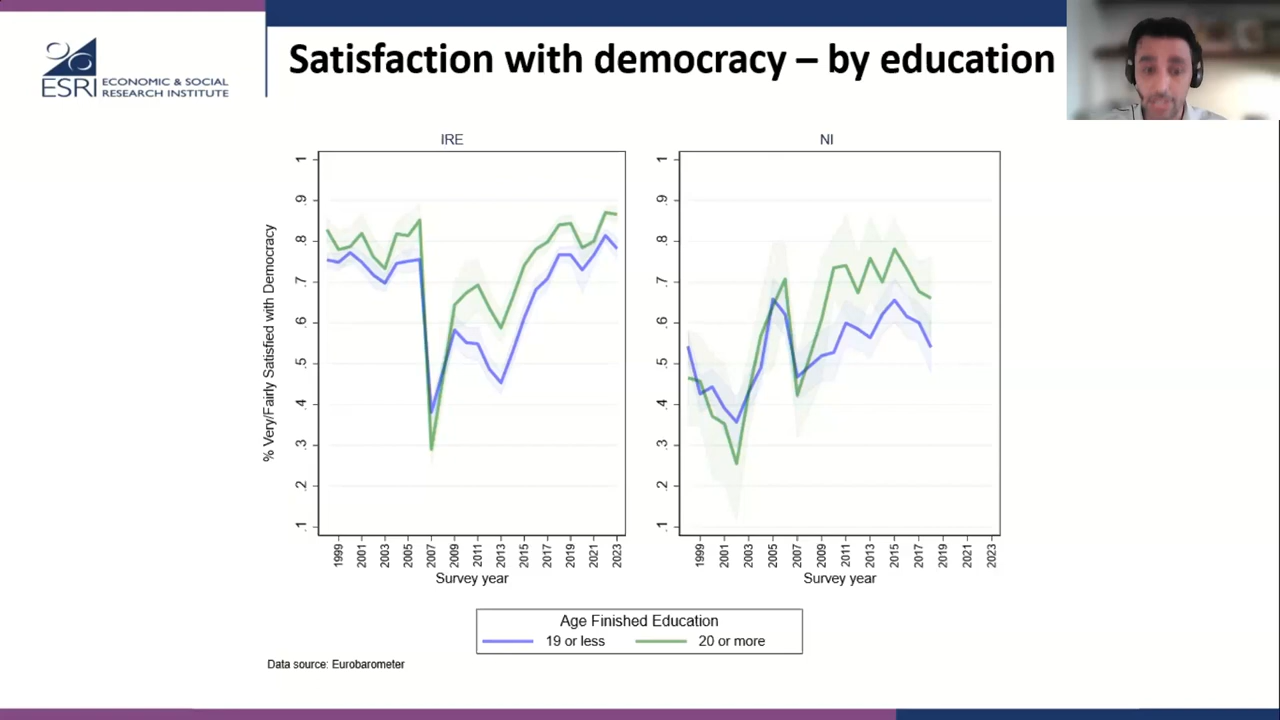 Satisfaction with democracy – by education
ESRI
ECONOMIC & SOCIAL
RESEARCH INSTITUTE
IRE
NI
% Very/Fairly Satisfied with Democracy
1
.9
.8
.7
.6
.5
.4
.3
.2
.1
1
.9
.8
.7
.6
.5
.4
.3
.2
.1
1999 2001 2003 2005 2007 2009 2011 2013 2015 2017 2019 2021 2023
1999 2001 2003 2005 2007 2009 2011 2013 2015 2017 2019 2021 2023
Survey year
Survey year
Age Finished Education
19 or less 20 or more
Data source: Eurobarometer